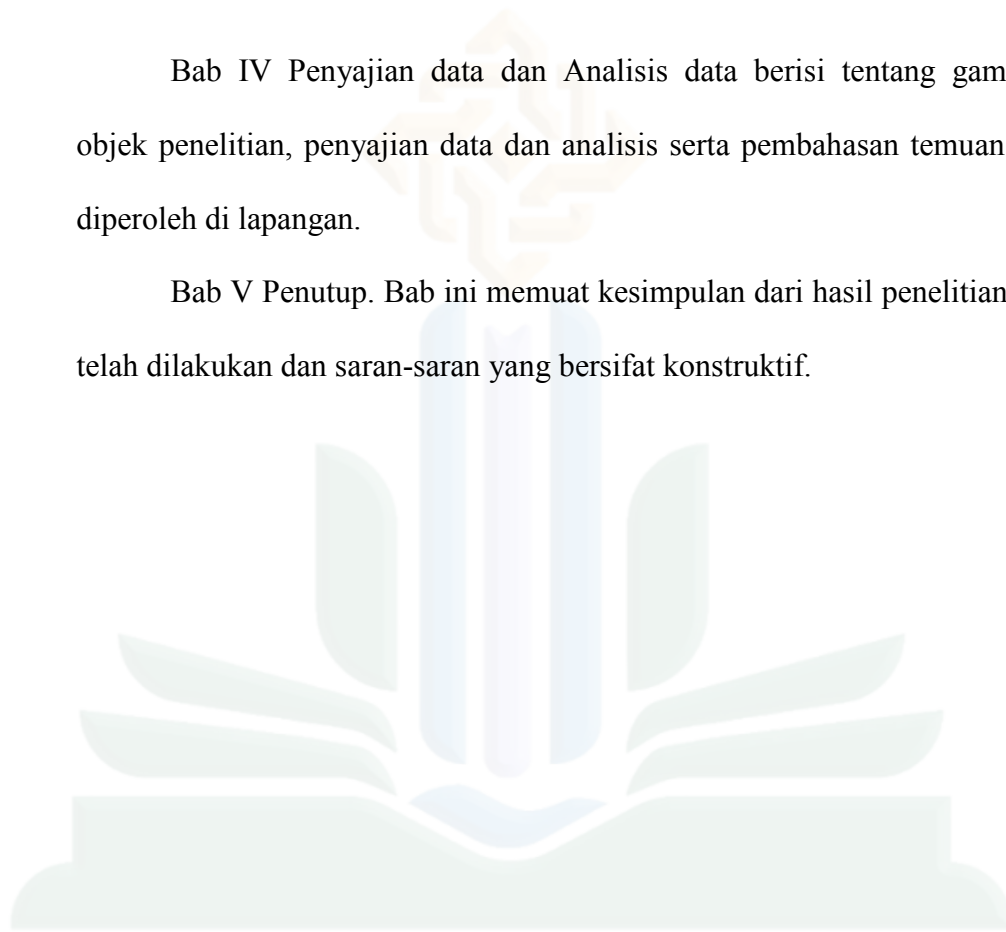 Bab IV Penyajian data dan Analisis data berisi tentang gam
objek penelitian, penyajian data dan analisis serta pembahasan temuan
diperoleh di lapangan.
Bab V Penutup. Bab ini memuat kesimpulan dari hasil penelitian
telah dilakukan dan saran-saran yang bersifat konstruktif.